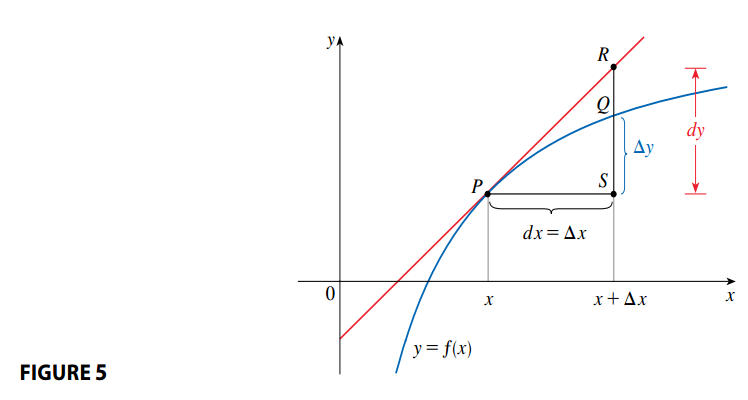 y
R
Q
dy
Δy
P
S
dx = Δx
0
x
x + Δx
x
y = f(x)
FIGURE 5